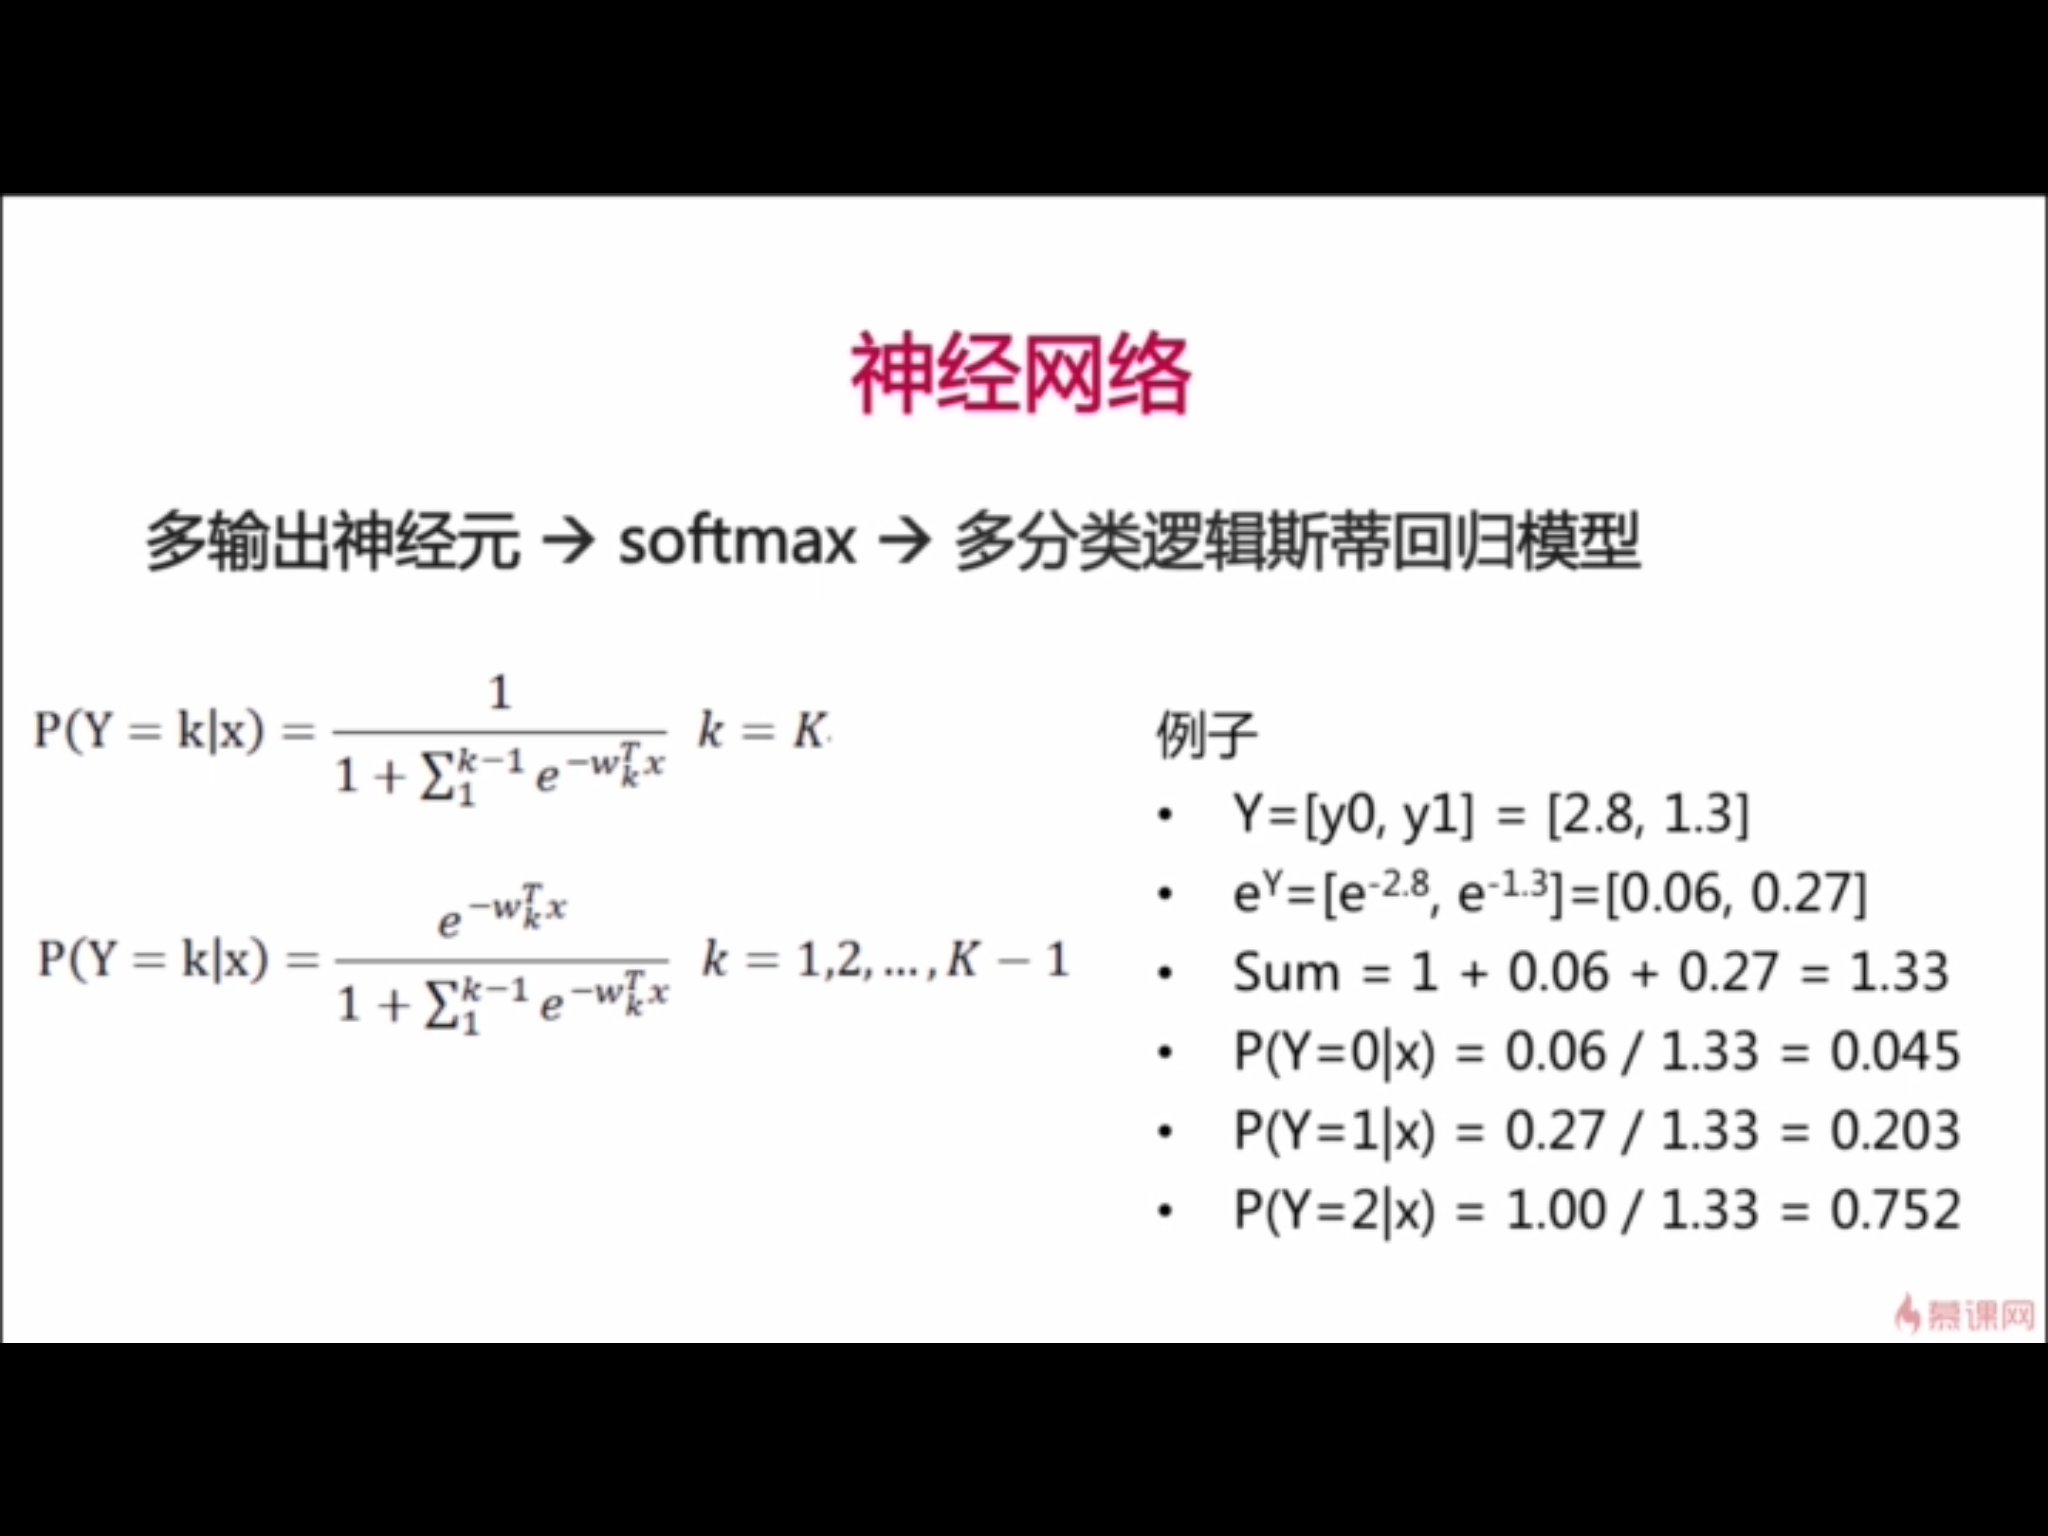 神经网络
多输出神经元 → softmax → 多分类逻辑斯蒂回归模型
P(Y = k|x) = \frac{1}{1 + \sum_1^{k-1} e^{-w_k^T x}} k = K.
P(Y = k|x) = \frac{e^{-w_k^T x}}{1 + \sum_1^{k-1} e^{-w_k^T x}} k = 1,2, ... , K − 1
例子
• Y=[y0, y1] = [2.8, 1.3]
• e^Y=[e^-2.8, e^-1.3]=[0.06, 0.27]
• Sum = 1 + 0.06 + 0.27 = 1.33
• P(Y=0|x) = 0.06 / 1.33 = 0.045
• P(Y=1|x) = 0.27 / 1.33 = 0.203
• P(Y=2|x) = 1.00 / 1.33 = 0.752
慕课网